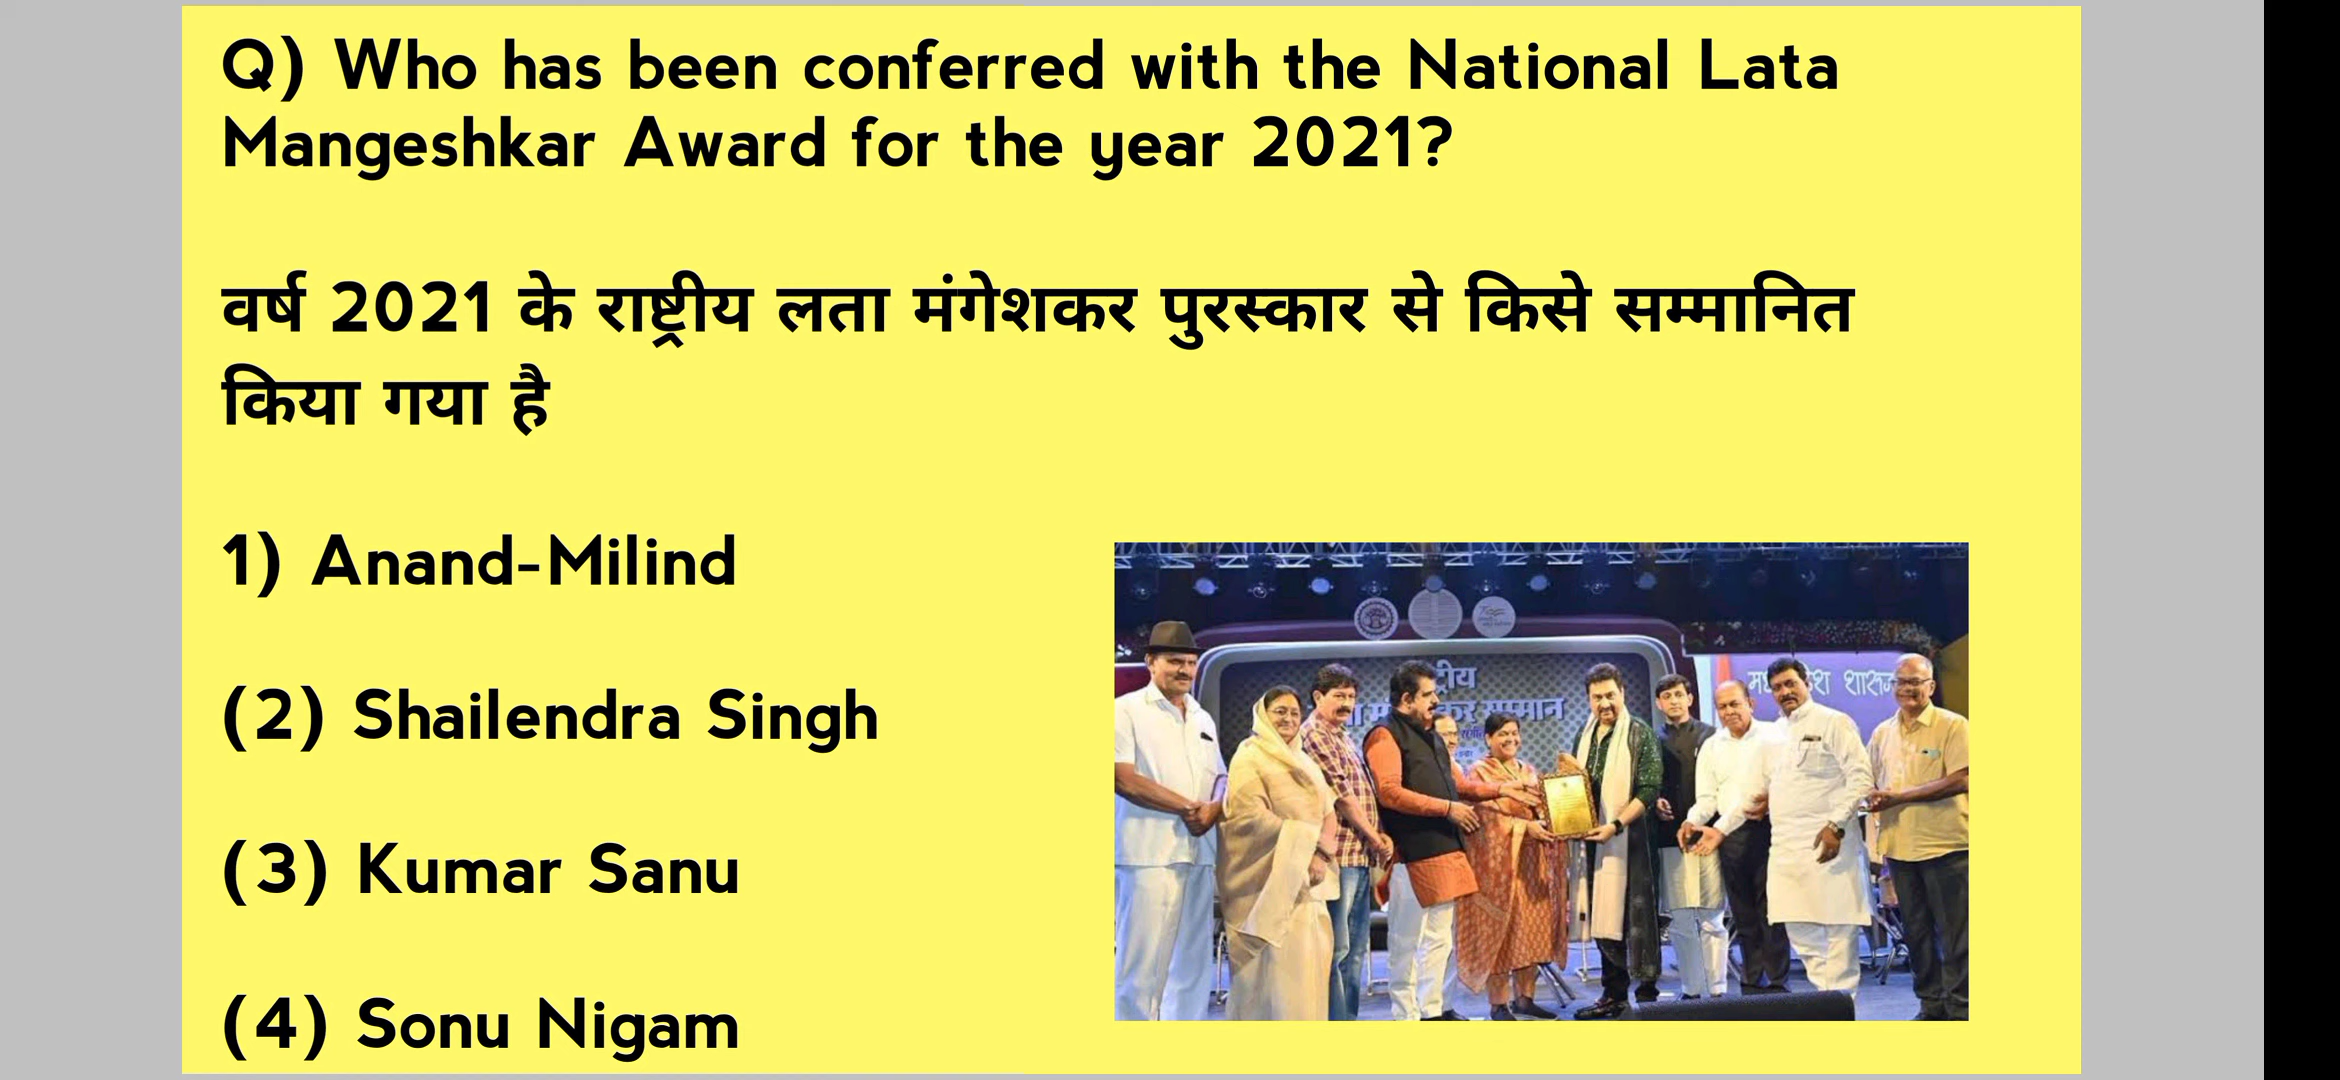 Q) Who has been conferred with the National Lata
Mangeshkar Award for the year 2021?
वर्ष 2021 के राष्ट्रीय लता मंगेशकर पुरस्कार से किसे सम्मानित
किया गया है
1) Anand-Milind
(2) Shailendra Singh
(3) Kumar Sanu
(4) Sonu Nigam